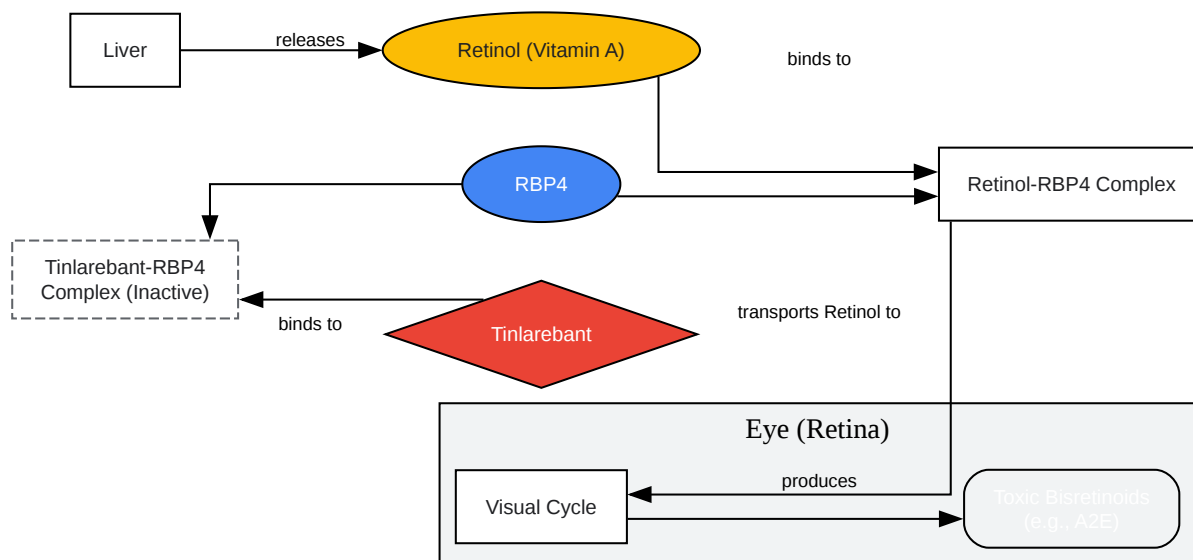 Liver
releases
Retinol (Vitamin A)
binds to
RBP4
Retinol-RBP4 Complex
Tinlarebant-RBP4
Complex (Inactive)
binds to
Tinlarebant
transports Retinol to
Eye (Retina)
Visual Cycle
produces
Toxic Bisretinoids
(e.g., A2E)